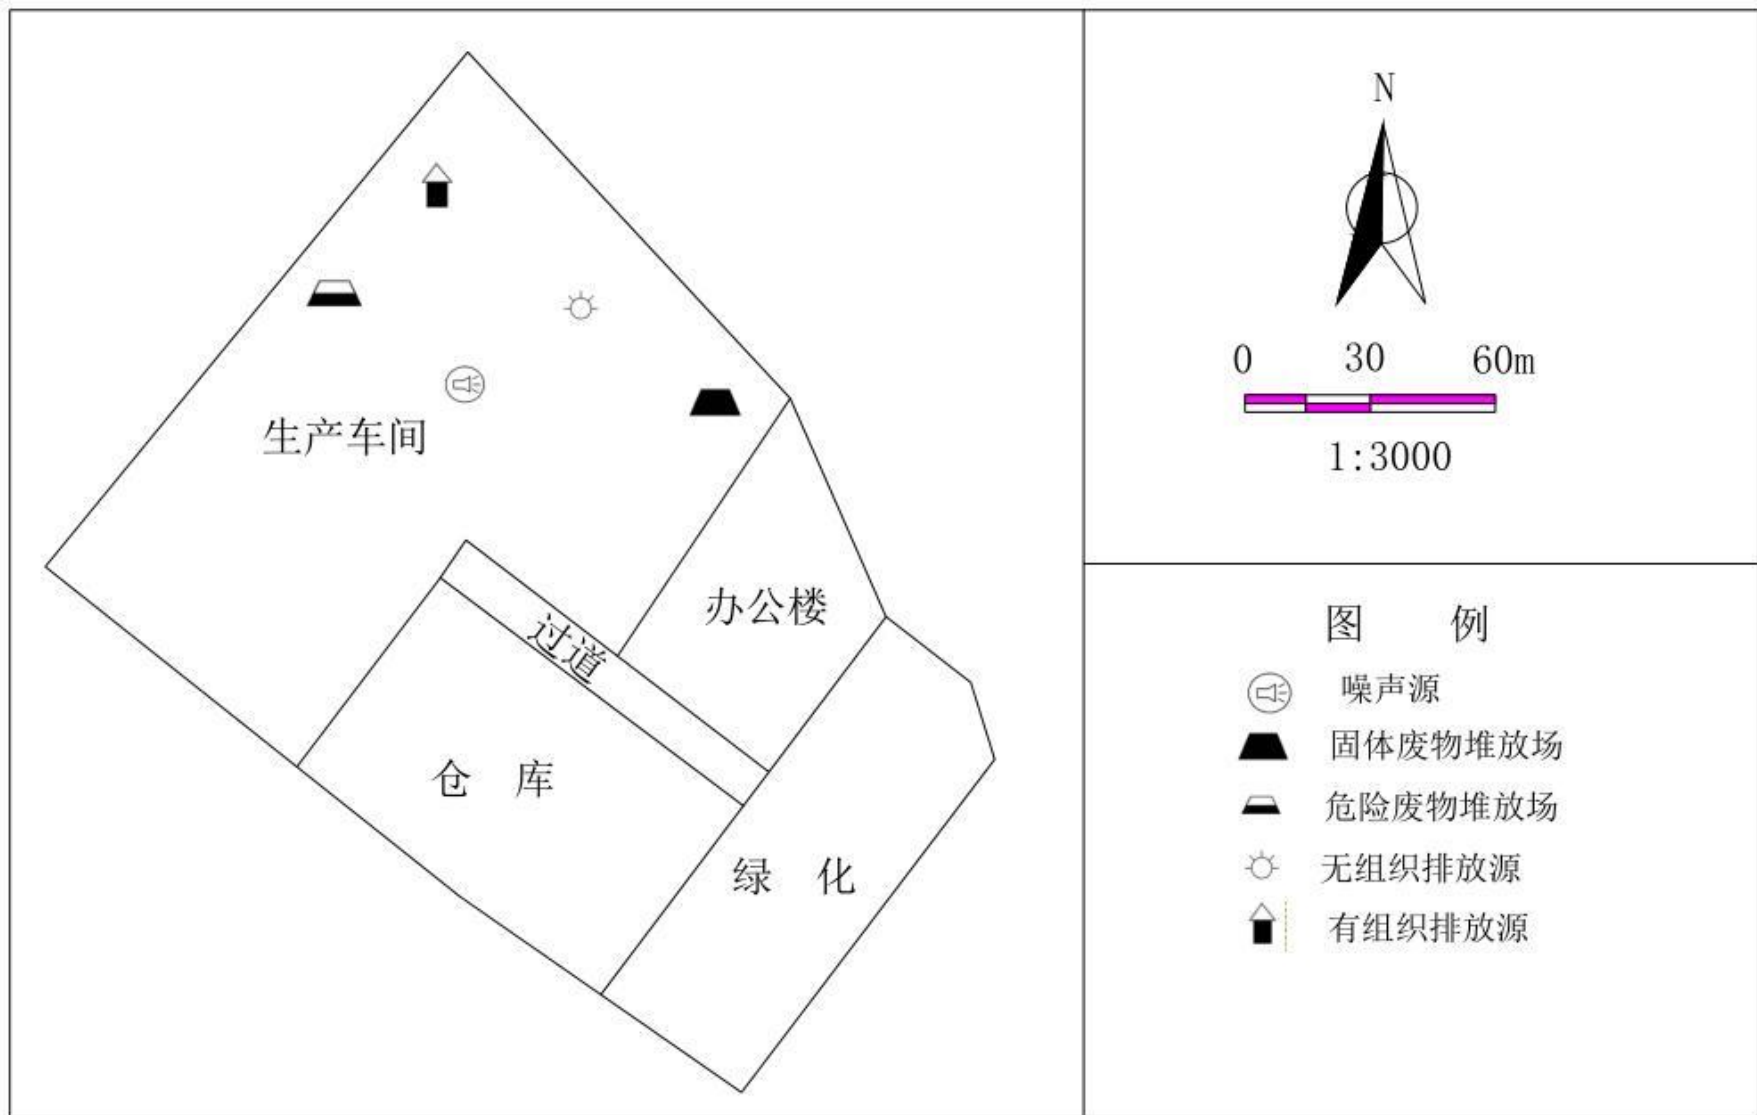 生产车间
办公楼
过道
仓 库
绿 化
N
0 30 60m
1:3000
图 例
噪声源
固体废物堆放场
危险废物堆放场
无组织排放源
有组织排放源